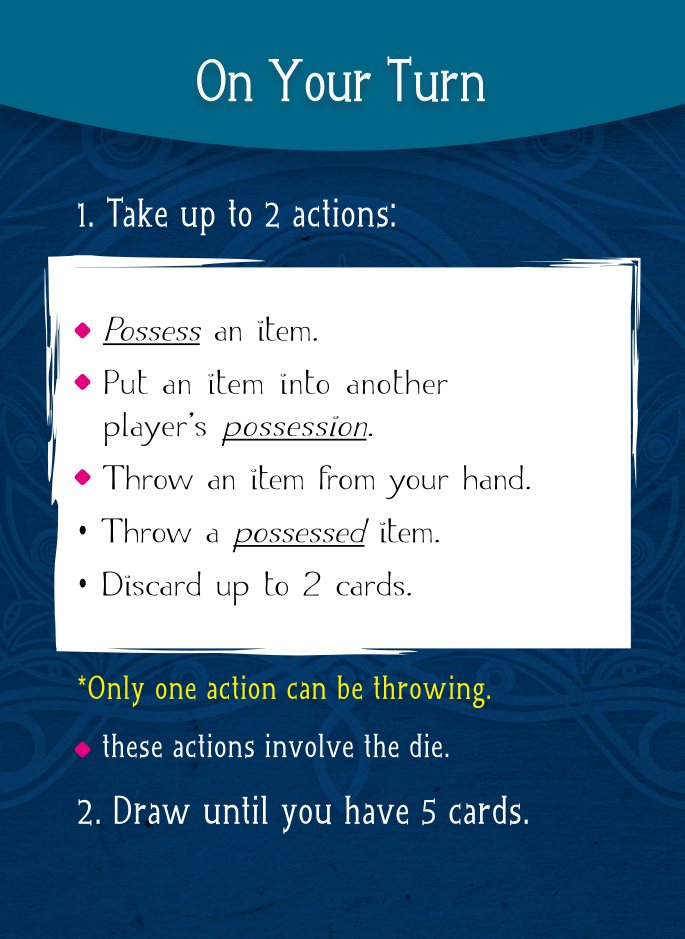 On Your Turn
1. Take up to 2 actions:
Possess an item.
Put an item into another
player's possession.
Throw an item from your hand.
• Throw a possessed item.
• Discard up to 2 cards.
*Only one action can be throwing.
these actions involve the die.
2. Draw until you have 5 cards.